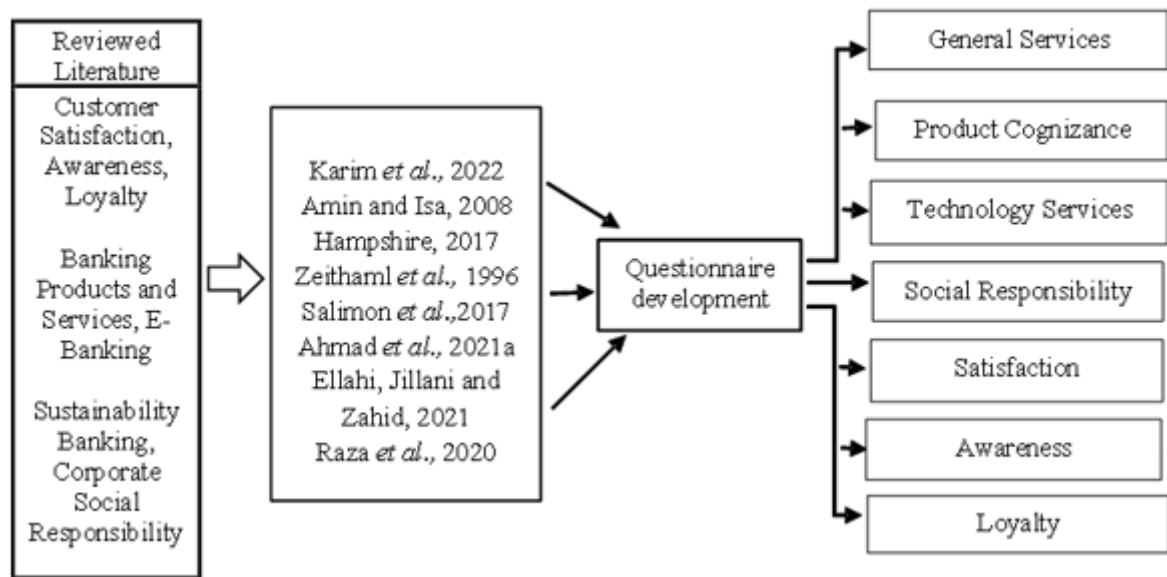 Reviewed
Literature
Customer
Satisfaction,
Awareness,
Loyalty
Banking
Products and
Services, E-
Banking
Sustainability
Banking,
Corporate
Social
Responsibility
Karim et al., 2022
Amin and Isa, 2008
Hampshire, 2017
Zeithaml et al., 1996
Salimon et al.,2017
Ahmad et al., 2021a
Ellahi, Jillani and
Zahid, 2021
Raza et al., 2020
Questionnaire
development
General Services
Product Cognizance
Technology Services
Social Responsibility
Satisfaction
Awareness
Loyalty